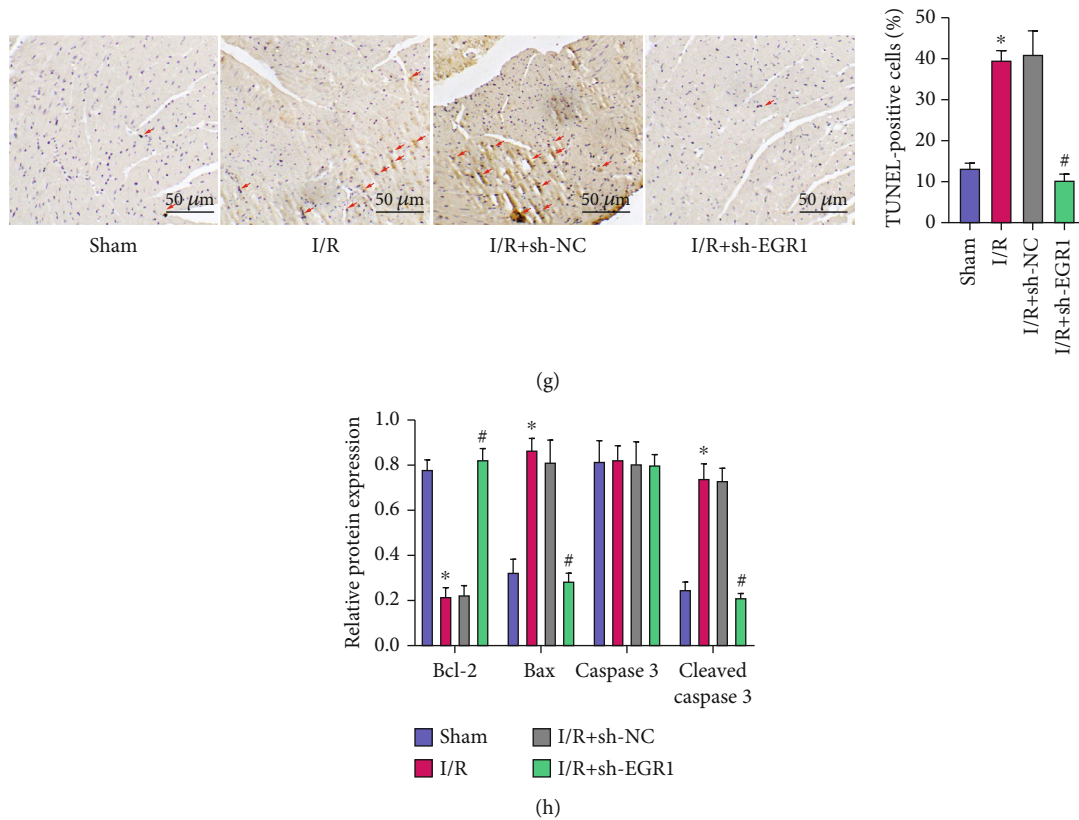 50 μm
50 μm
50 μm
50 μm
Sham
I/R
I/R+sh-NC
I/R+sh-EGR1
TUNEL-positive cells (%)
50
40
30
20
10
0
*
#
Sham
I/R
I/R+sh-NC
I/R+sh-EGR1
(g)
Relative protein expression
1.0
0.8
0.6
0.4
0.2
0.0
*
#
*
#
*
#
Bcl-2
Bax
Caspase 3
Cleaved
caspase 3
Sham
I/R+sh-NC
I/R
I/R+sh-EGR1
(h)